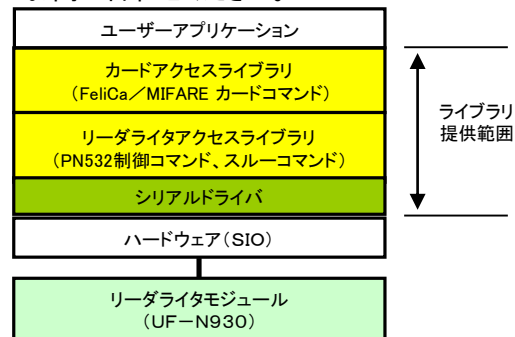 ユーザーアプリケーション
カードアクセスライブラリ
(FeliCa/MIFARE カードコマンド)
リーダライタアクセスライブラリ
(PN532制御コマンド、スルーコマンド)
シリアルドライバ
ライブラリ
提供範囲
ハードウェア(SIO)
リーダライタモジュール
(UF-N930)